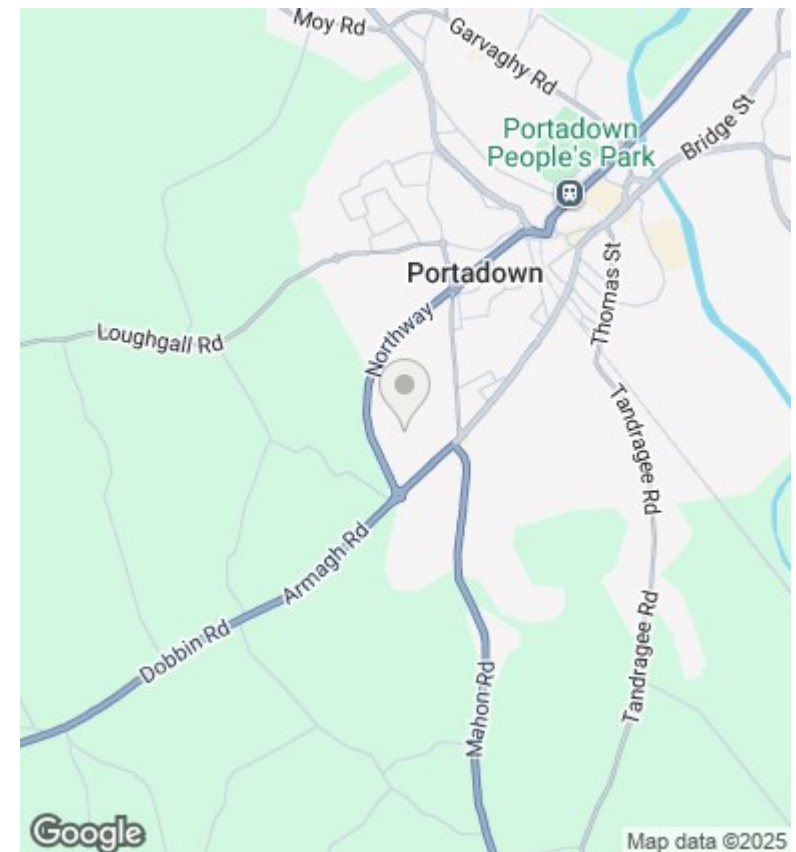 Moy Rd
Garvaghy Rd
Portadown
People's Park
Bridge St
Portadown
Thomas St
Northway
Loughgall Rd
Tandragee Rd
Armagh Rd
Dobbin Rd
Tandragee Rd
Mahon Rd
Google
Map data ©2025